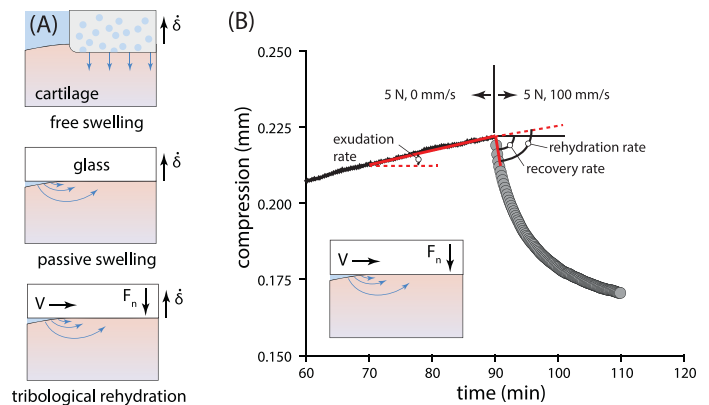 (A)
δ̇
cartilage
free swelling
glass
δ̇
passive swelling
V
Fn
δ̇
tribological rehydration
(B)
0.250
0.225
0.200
0.175
0.150
compression (mm)
5 N, 0 mm/s
5 N, 100 mm/s
exudation
rate
rehydration rate
recovery rate
V
Fn
60
70
80
90
100
110
120
time (min)